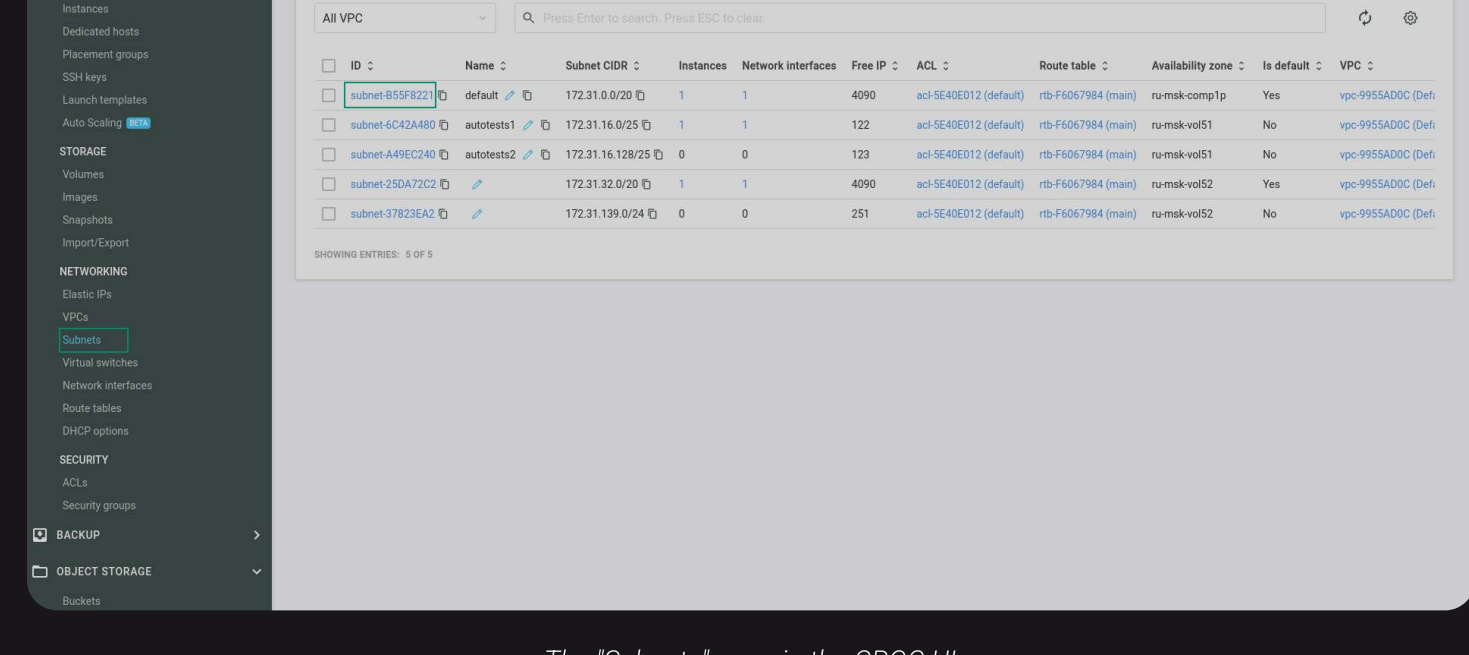 Instances
Dedicated hosts
Placement groups
SSH keys
Launch templates
Auto Scaling BETA
STORAGE
Volumes
Images
Snapshots
Import/Export
NETWORKING
Elastic IPs
VPCs
Subnets
Virtual switches
Network interfaces
Route tables
DHCP options
SECURITY
ACLs
Security groups
BACKUP
OBJECT STORAGE
Buckets
All VPC
Press Enter to search. Press ESC to clear.
ID Name Subnet CIDR Instances Network interfaces Free IP ACL Route table Availability zone Is default VPC
subnet-B55F8221 default 172.31.0.0/20 1 1 4090 acl-5E40E012 (default) rtb-F6067984 (main) ru-msk-comp1p Yes vpc-9955AD0C (Defa
subnet-6C42A480 autotests1 172.31.16.0/25 1 1 122 acl-5E40E012 (default) rtb-F6067984 (main) ru-msk-vol51 No vpc-9955AD0C (Defa
subnet-A49EC240 autotests2 172.31.16.128/25 0 0 123 acl-5E40E012 (default) rtb-F6067984 (main) ru-msk-vol51 No vpc-9955AD0C (Defa
subnet-25DA72C2 172.31.32.0/20 1 1 4090 acl-5E40E012 (default) rtb-F6067984 (main) ru-msk-vol52 Yes vpc-9955AD0C (Defa
subnet-37823EA2 172.31.139.0/24 0 0 251 acl-5E40E012 (default) rtb-F6067984 (main) ru-msk-vol52 No vpc-9955AD0C (Defa
SHOWING ENTRIES: 5 OF 5
The "Subnets" in the UI